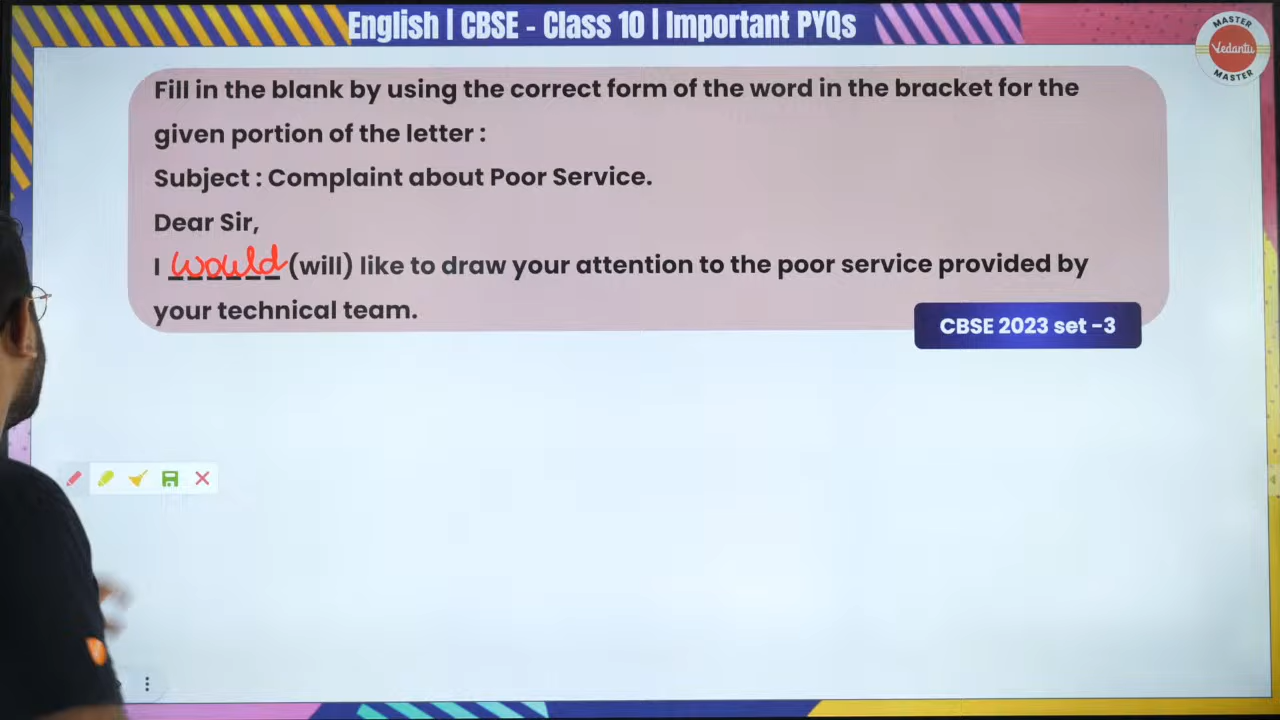 English | CBSE - Class 10 | Important PYQs
MASTER
Vedantu
MASTER
Fill in the blank by using the correct form of the word in the bracket for the
given portion of the letter :
Subject : Complaint about Poor Service.
Dear Sir,
I would (will) like to draw your attention to the poor service provided by
your technical team.
CBSE 2023 set -3